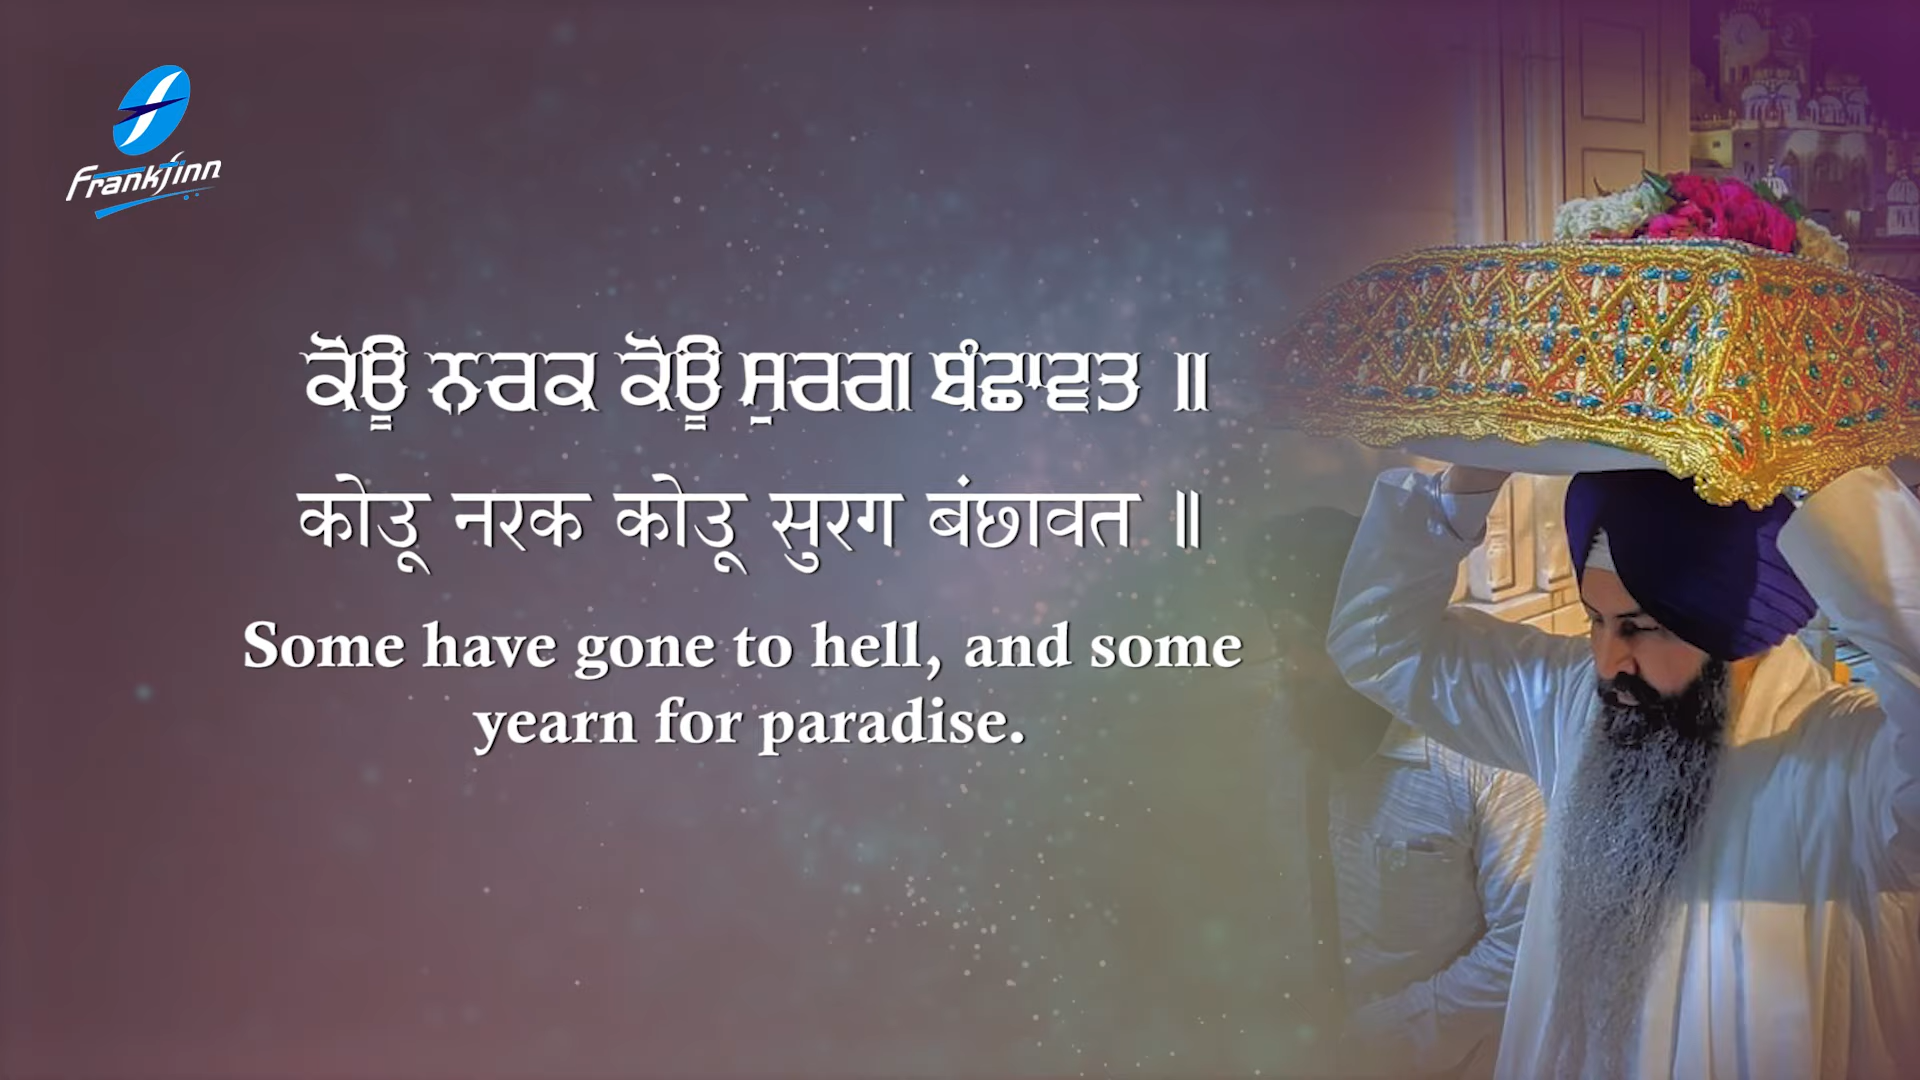 Frankfinn
ਕੋਊ ਨਰਕ ਕੋਊ ਸੁਰਗ ਬੰਛਾਵਤ ॥
कोउू नरक कोउू सुरग बंछावत ॥
Some have gone to hell, and some
yearn for paradise.